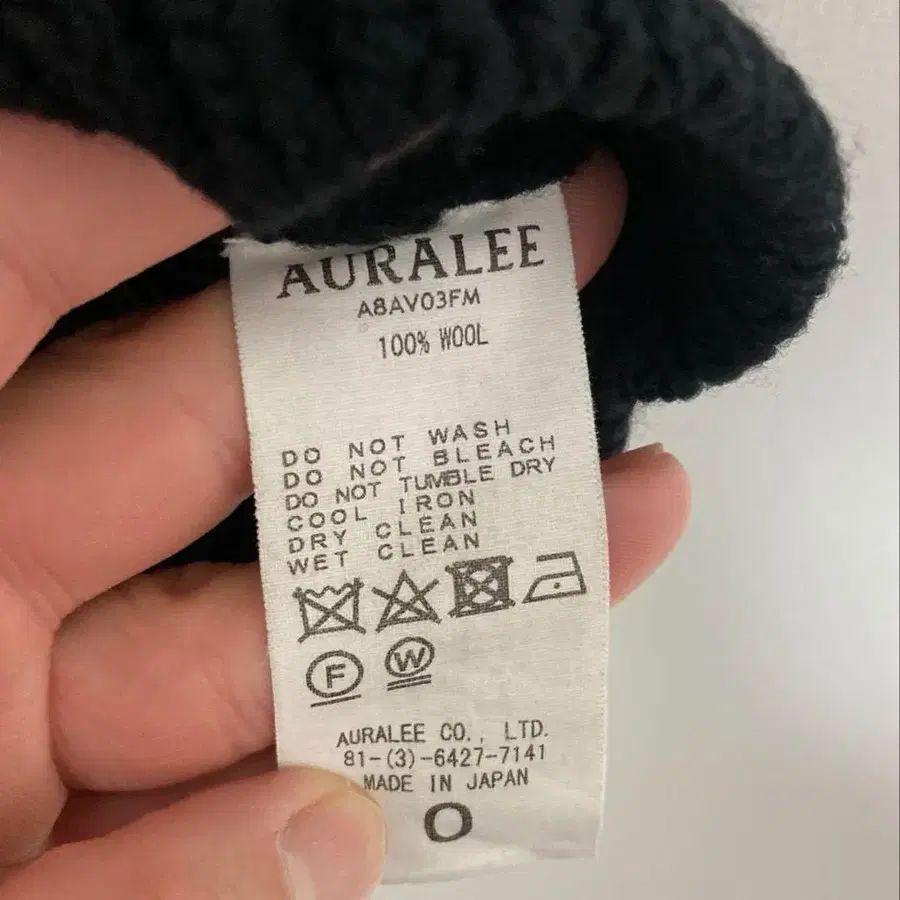 AURALEE
A8AV03FM
100% WOOL
DO NOT WASH
DO NOT BLEACH
DO NOT TUMBLE DRY
COOL IRON
DRY CLEAN
WET CLEAN
F W
AURALEE CO., LTD.
81-(3)-6427-7141
MADE IN JAPAN
O